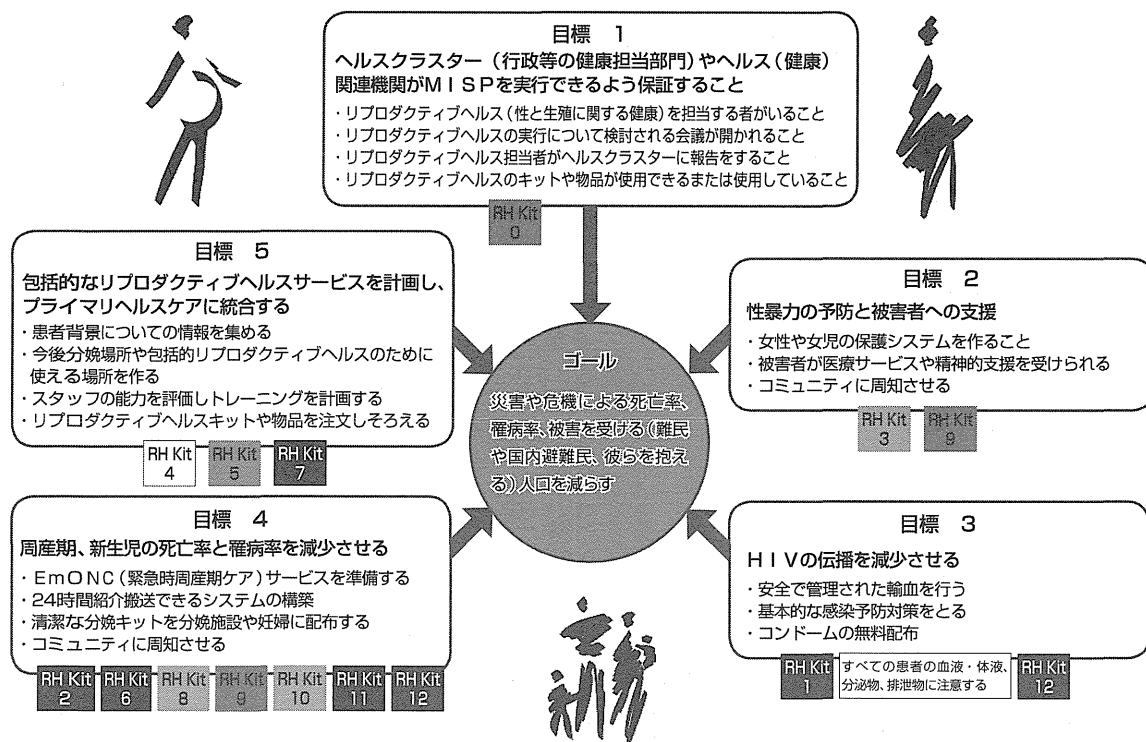 目標 1
ヘルスクラスター（行政等の健康担当部門）やヘルス（健康）
関連機関がMISPを実行できるよう保証すること
・リプロダクティブヘルス（性と生殖に関する健康）を担当する者がいること
・リプロダクティブヘルスの実行について検討される会議が開かれること
・リプロダクティブヘルス担当者がヘルスクラスターに報告をすること
・リプロダクティブヘルスのキットや物品が使用できるまたは使用していること
RH Kit
0
目標 5
包括的なリプロダクティブヘルスサービスを計画し、
プライマリヘルスケアに統合する
・患者背景についての情報を集める
・今後分娩場所や包括的リプロダクティブヘルスのために
使える場所を作る
・スタッフの能力を評価しトレーニングを計画する
・リプロダクティブヘルスキットや物品を注文しそろえる
RH Kit
4
RH Kit
5
RH Kit
7
目標 2
性暴力の予防と被害者への支援
・女性や女児の保護システムを作ること
・被害者が医療サービスや精神的支援を受けられる
・コミュニティに周知させる
RH Kit
3
RH Kit
9
ゴール
災害や危機による死亡率、
罹病率、被害を受ける（難民
や国内避難民、彼らを抱え
る）人口を減らす
目標 4
周産期、新生児の死亡率と罹病率を減少させる
・EmONC（緊急時周産期ケア）サービスを準備する
・24時間紹介搬送できるシステムの構築
・清潔な分娩キットを分娩施設や妊婦に配布する
・コミュニティに周知させる
RH Kit
2
RH Kit
6
RH Kit
8
RH Kit
9
RH Kit
10
RH Kit
11
RH Kit
12
目標 3
HIVの伝播を減少させる
・安全で管理された輸血を行う
・基本的な感染予防対策をとる
・コンドームの無料配布
RH Kit
1
すべての患者の血液・体液、
分泌物、排泄物に注意する
RH Kit
12